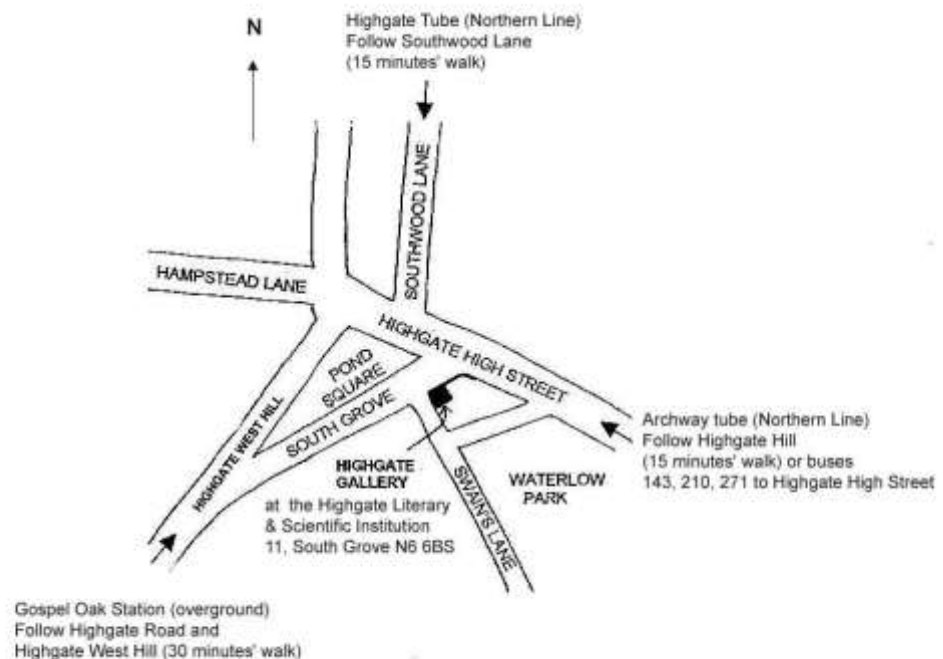 Highgate Tube (Northern Line)
Follow Southwood Lane
(15 minutes' walk)
N
SOUTHWOOD LANE
HAMPSTEAD LANE
HIGHGATE HIGH STREET
POND
SQUARE
SOUTH GROVE
HIGHGATE WEST HILL
HIGHGATE
GALLERY
at the Highgate Literary
& Scientific Institution
11, South Grove N6 6BS
SWAIN'S LANE
WATERLOW
PARK
Archway tube (Northern Line)
Follow Highgate Hill
(15 minutes' walk) or buses
143, 210, 271 to Highgate High Street
Gospel Oak Station (overground)
Follow Highgate Road and
Highgate West Hill (30 minutes' walk)